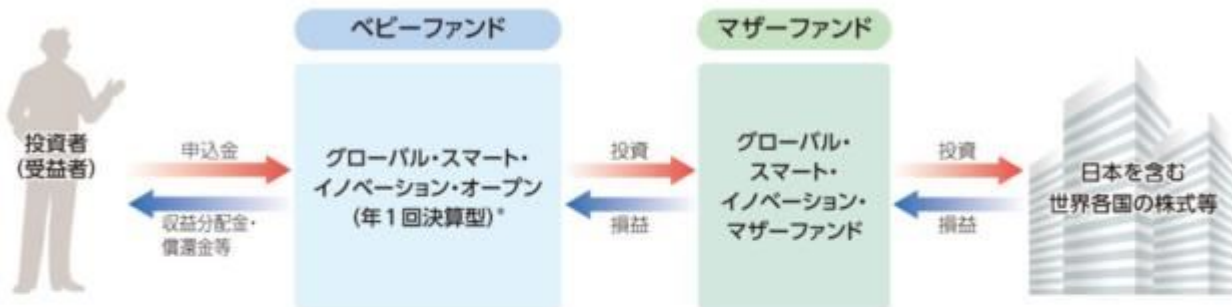 ベビーファンド
マザーファンド
投資者
(受益者)
申込金
収益分配金・
償還金等
グローバル・スマート・
イノベーション・オープン
(年1回決算型)*
投資
損益
グローバル・
スマート・
イノベーション・
マザーファンド
投資
損益
日本を含む
世界各国の株式等